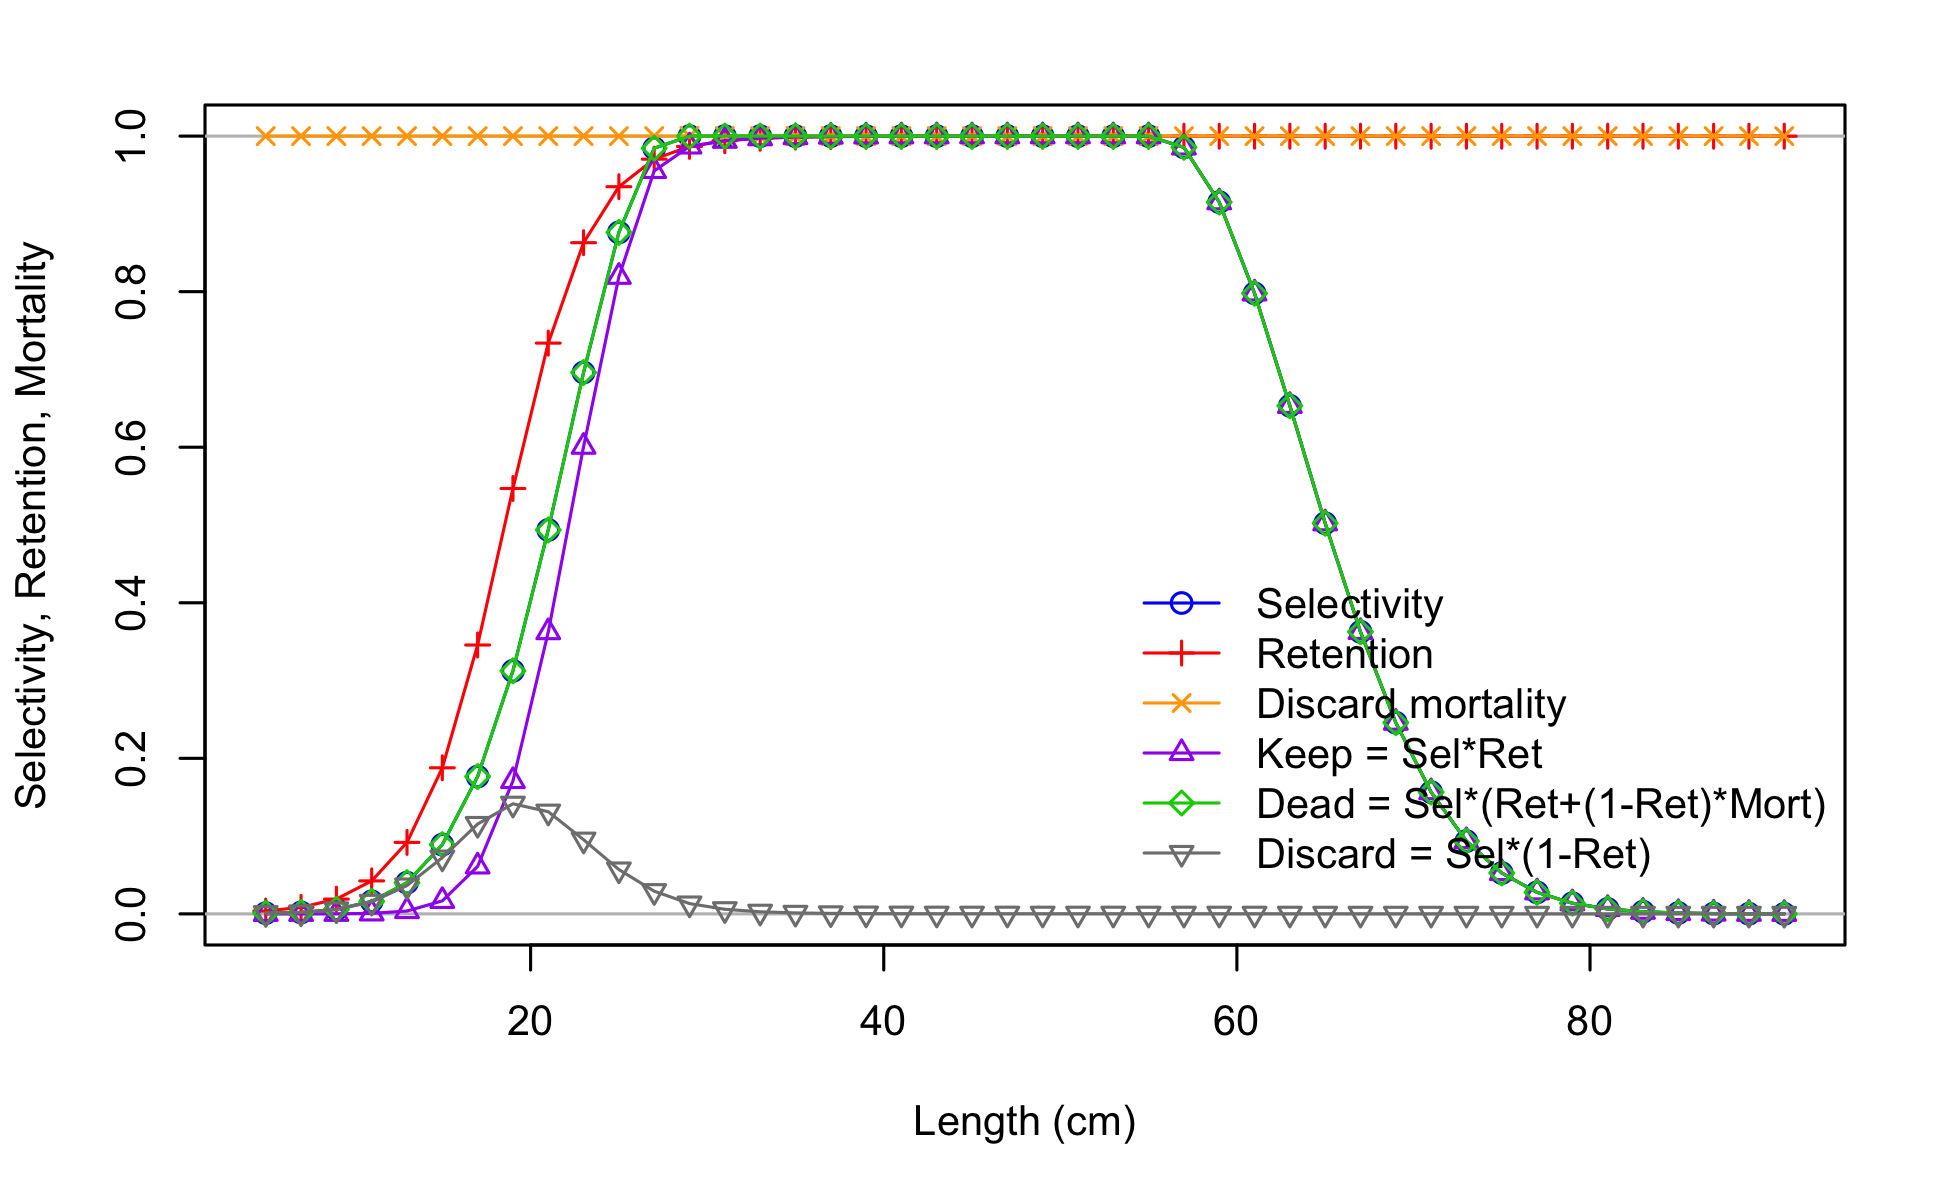 Selectivity, Retention, Mortality
1.0
0.8
0.6
0.4
0.2
0.0
Selectivity
Retention
Discard mortality
Keep = Sel*Ret
Dead = Sel*(Ret+(1-Ret)*Mort)
Discard = Sel*(1-Ret)
20 40 60 80
Length (cm)